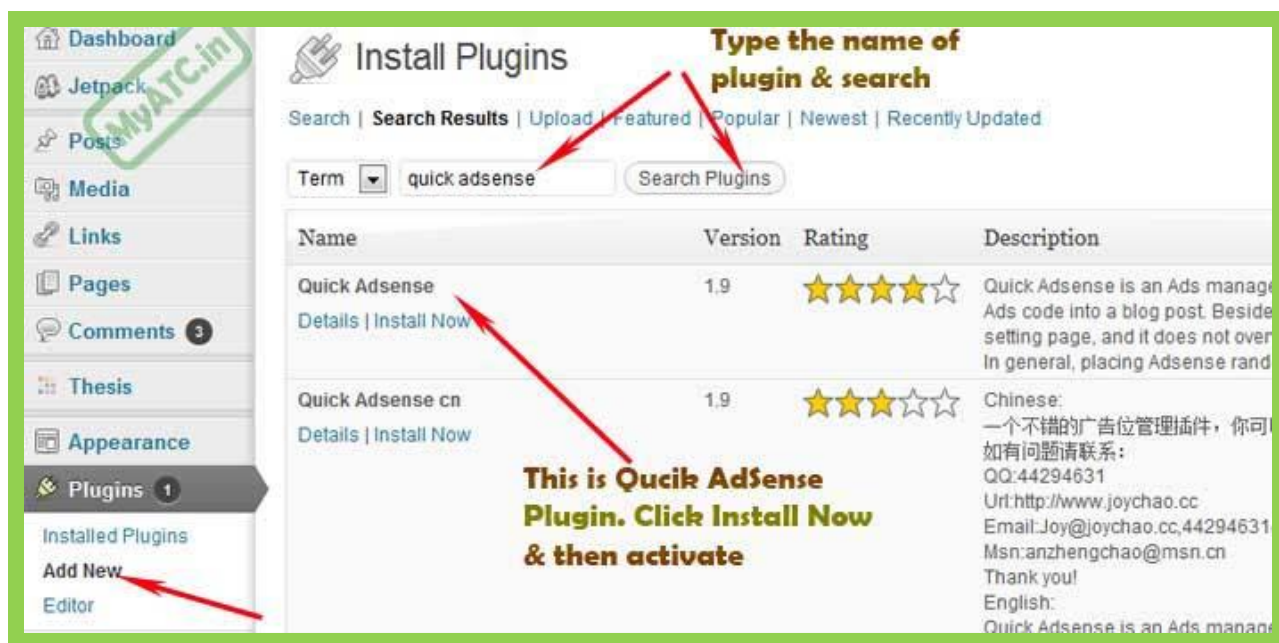 Dashboard
Jetpack
MyATC.in
Posts
Media
Links
Pages
Comments 3
Thesis
Appearance
Plugins 1
Installed Plugins
Add New
Editor
Install Plugins
Type the name of
plugin & search
Search | Search Results | Upload | Featured | Popular | Newest | Recently Updated
Term quick adsense Search Plugins
Name Version Rating Description
Quick Adsense 1.9 Quick Adsense is an Ads manage
Details | Install Now Ads code into a blog post. Beside
setting page, and it does not over
In general, placing Adsense rand
Quick Adsense cn 1.9 Chinese:
Details | Install Now 一个不错的广告位管理插件，你可
如有问题请联系：
QQ:44294631
Url:http://www.joychao.cc
Email:Joy@joychao.cc,44294631
Msn:anzhengchao@msn.cn
Thank you!
English:
Quick Adsense is an Ads manage
This is Qucik AdSense
Plugin. Click Install Now
& then activate